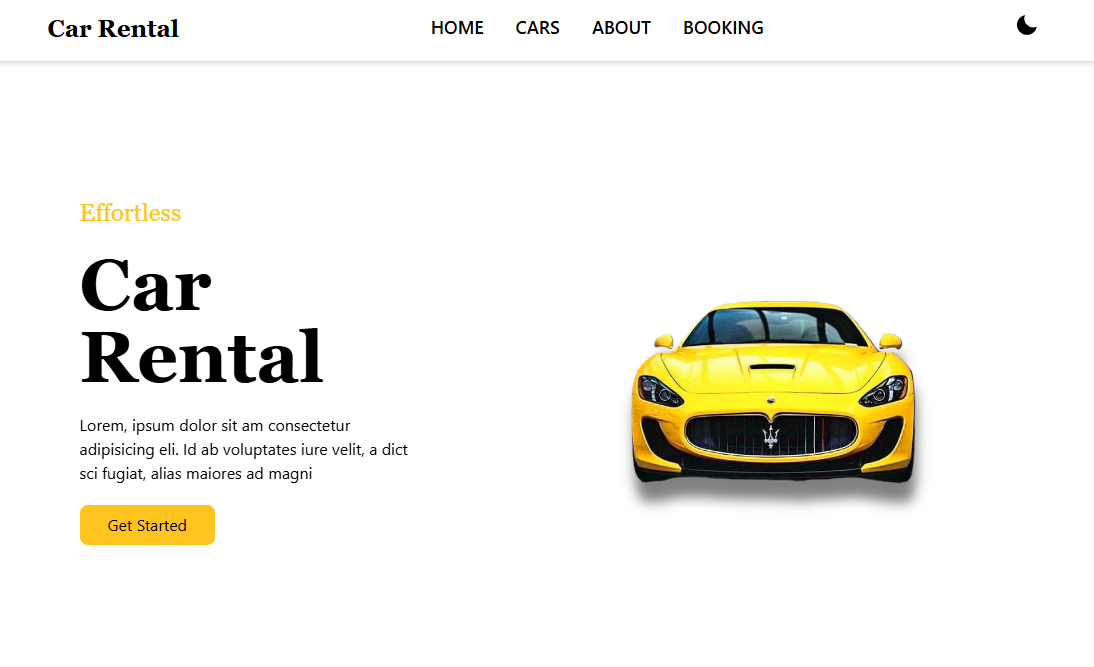 Car Rental
HOME CARS ABOUT BOOKING
Effortless
Car
Rental
Lorem, ipsum dolor sit am consectetur
adipisicing eli. Id ab voluptates iure velit, a dict
sci fugiat, alias maiores ad magni
Get Started